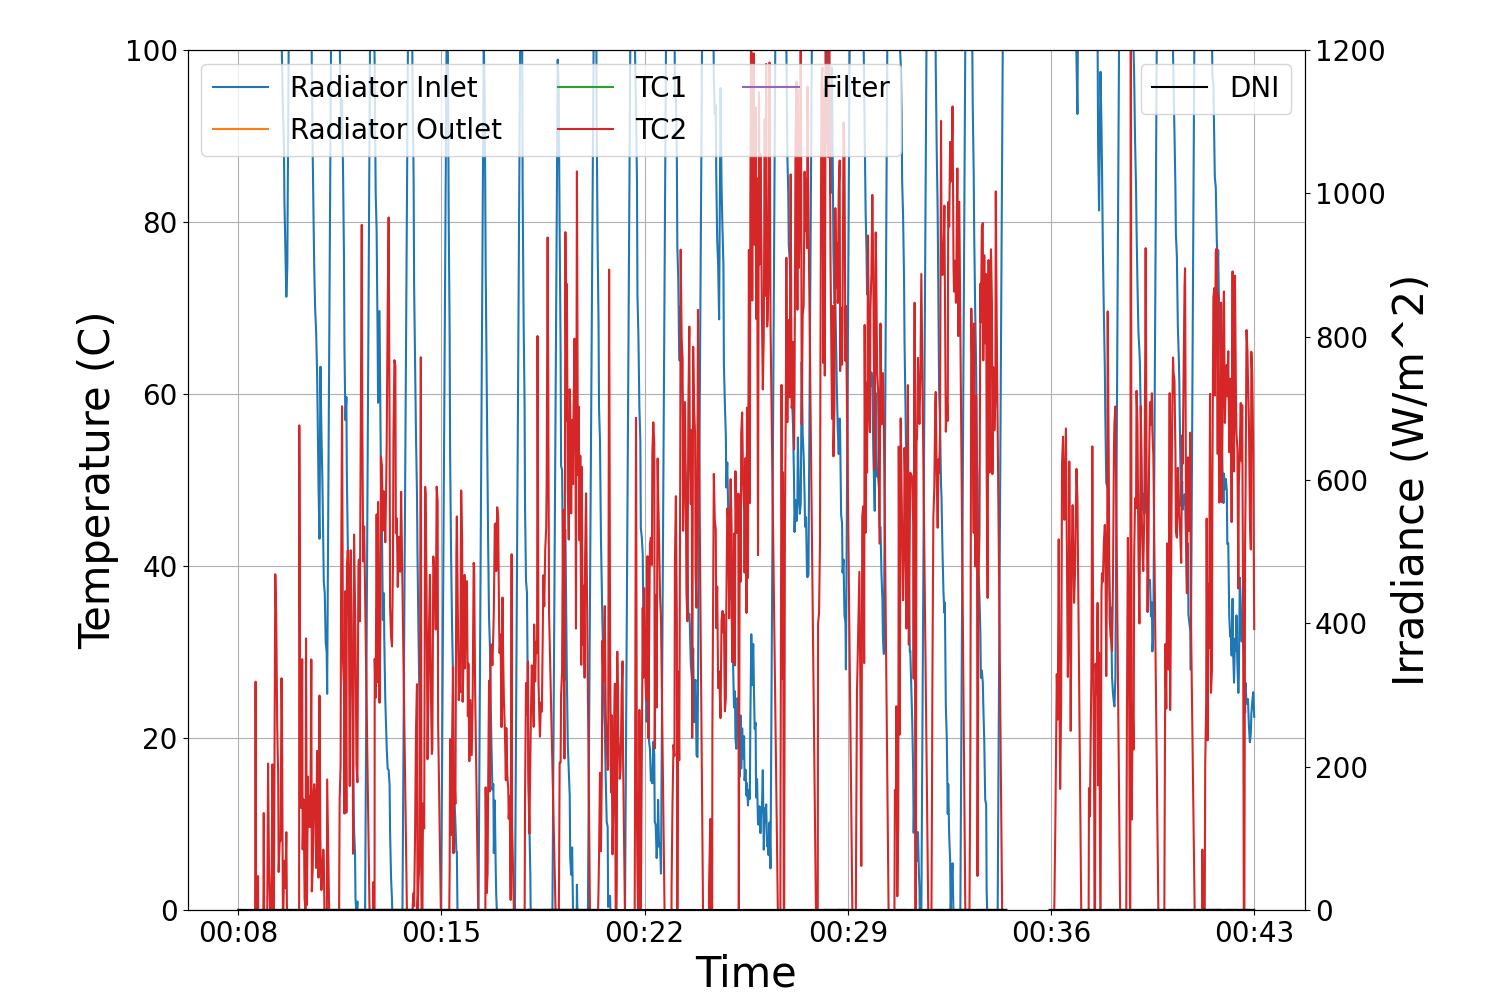 100
80
60
40
20
0
Temperature (C)
Radiator Inlet
Radiator Outlet
TC1
TC2
Filter
DNI
1200
1000
800
600
400
200
0
Irradiance (W/m^2)
00:08
00:15
00:22
00:29
00:36
00:43
Time